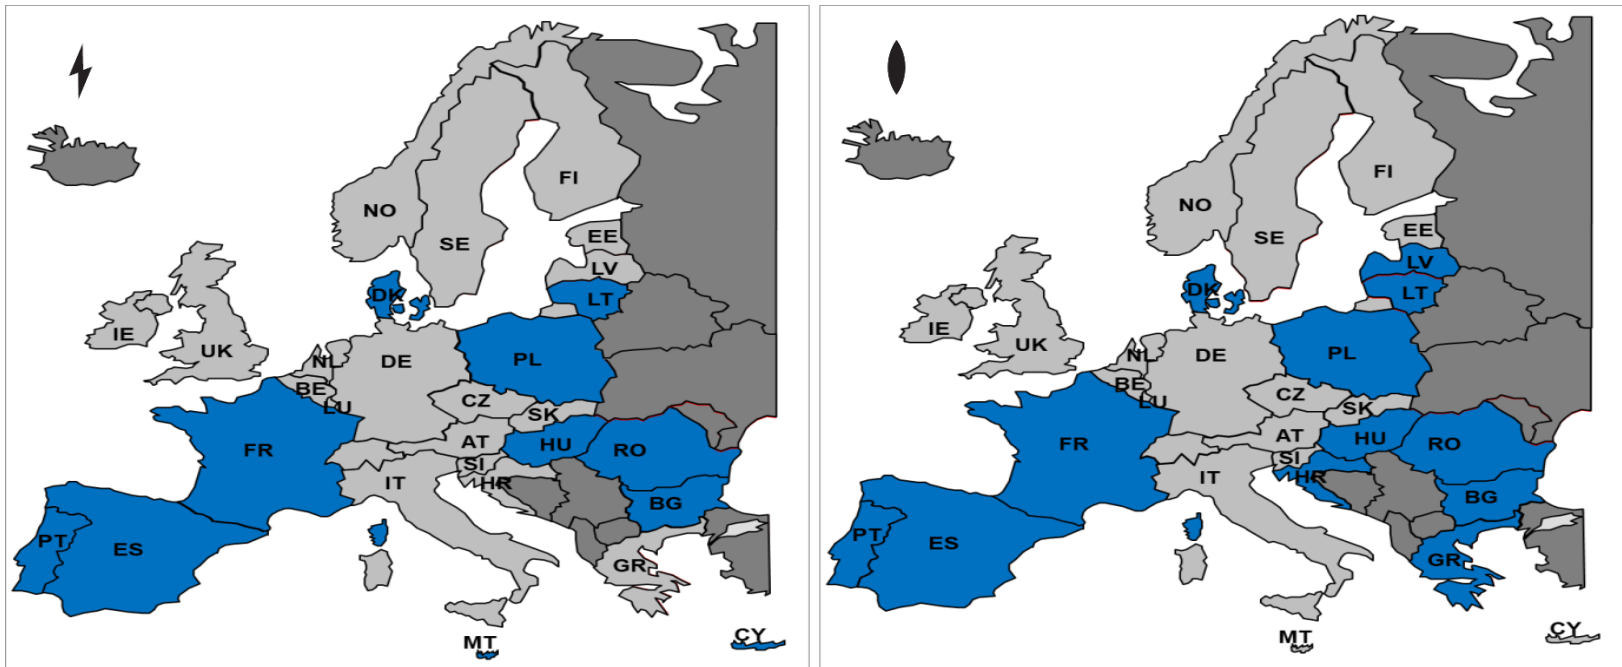 FI
NO
SE
EE
LV
DK
LT
IE
UK
NL
DE
PL
BE
LU
CZ
SK
FR
AT
HU
RO
SI
IT
HR
BG
PT
ES
GR
MT
CY
FI
NO
SE
EE
LV
DK
LT
IE
UK
NL
DE
PL
BE
LU
CZ
SK
FR
AT
HU
RO
SI
IT
HR
BG
PT
ES
GR
MT
CY